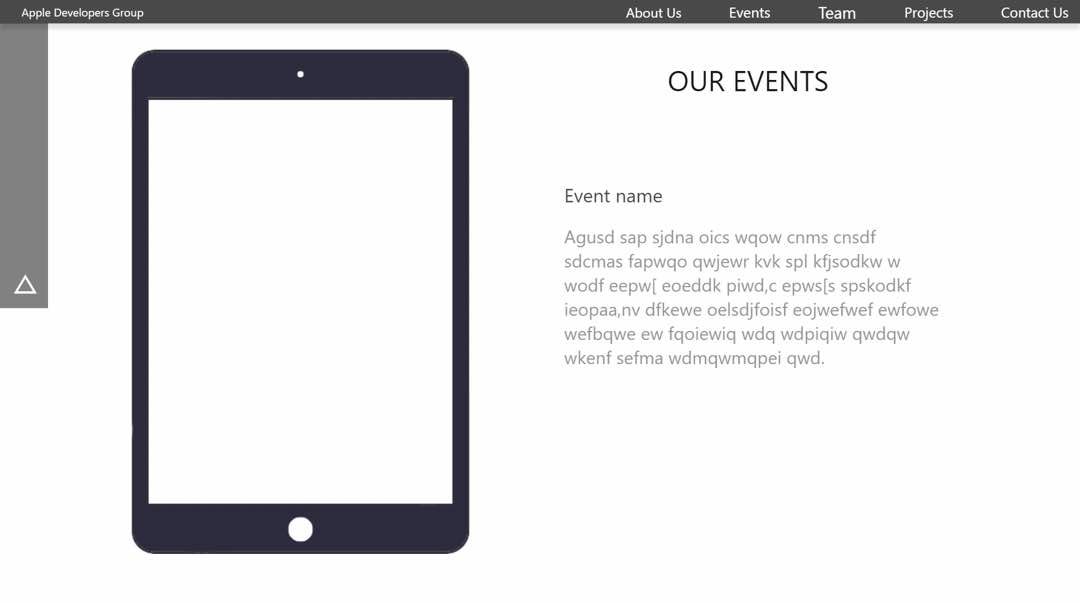 Apple Developers Group
About Us
Events
Team
Projects
Contact Us
OUR EVENTS
Event name
Agusd sap sjdna oics wqow cnms cnsdf
sdcmas fapwqo qwjewr kvk spl kfjsodkw w
wodf eepw[ eoeddk piwd,c epws[s spskodkf
ieopaa,nv dfkewe oelsdjfoisf eojwefwef ewfowe
wefbqwe ew fqoiewiq wdq wdpiqiw qwdqw
wkenf sefma wdmqwmqpei qwd.